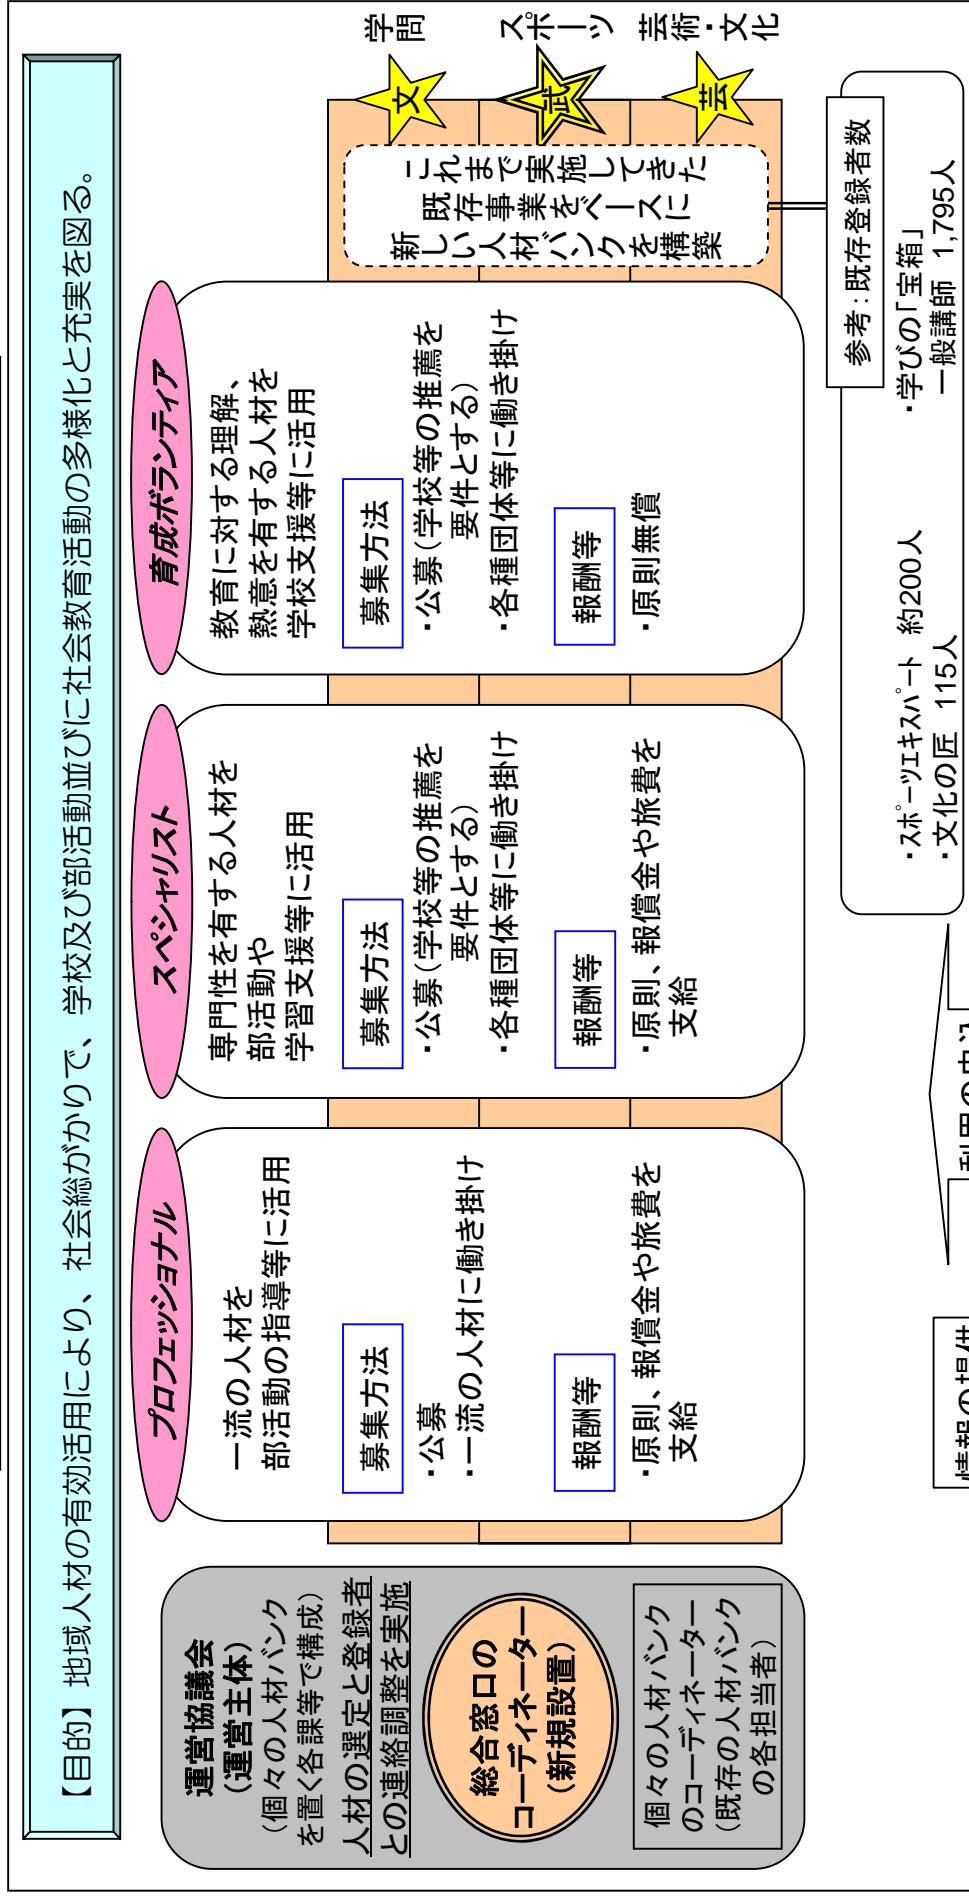 【目的】地域人材の有効活用により、社会総がかりで、学校及び部活動並びに社会教育活動の多様化と充実を図る。
運営協議会
（運営主体）
（個々の人材バンク
を置く各課等で構成）
人材の選定と登録者
との連絡調整を実施
総合窓口の
コーディネーター
（新規設置）
個々の人材バンク
のコーディネーター
（既存の人材バンク
の各担当者）
プロフェッショナル
一流の人材を
部活動の指導等に活用
募集方法
・公募
・一流の人材に働き掛け
報酬等
・原則、報償金や旅費を
支給
スペシャリスト
専門性を有する人材を
部活動や
学習支援等に活用
募集方法
・公募（学校等の推薦を
要件とする）
・各種団体等に働き掛け
報酬等
・原則、報償金や旅費を
支給
育成ボランティア
教育に対する理解、
熱意を有する人材を
学校支援等に活用
募集方法
・公募（学校等の推薦を
要件とする）
・各種団体等に働き掛け
報酬等
・原則無償
これまで実施してきた
既存事業をベースに
新しい人材バンクを構築
文
学問
武
スポーツ
芸
芸術・文化
参考：既存登録者数
・スポーツエキスパート 約200人
・文化の匠 115人
・学びの「宝箱」
一般講師 1,795人
情報の提供
利用の申込